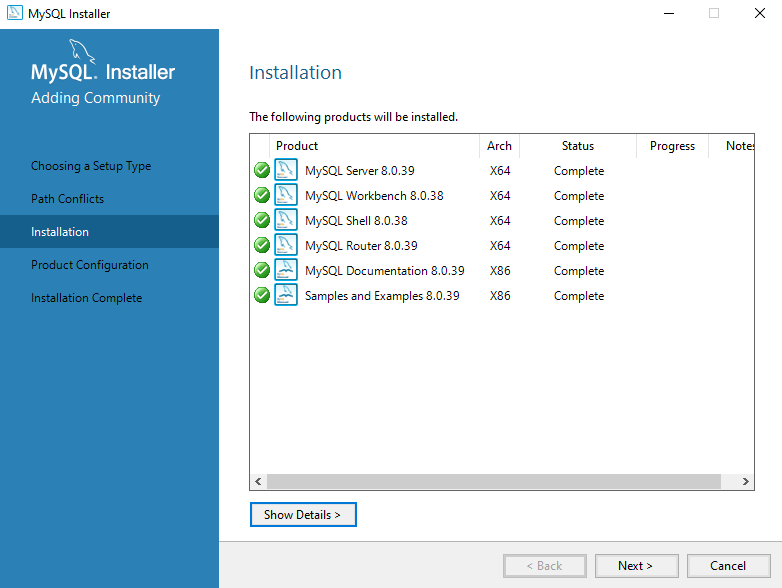 MySQL Installer
MySQL. Installer
Adding Community
Choosing a Setup Type
Path Conflicts
Installation
Product Configuration
Installation Complete
Installation
The following products will be installed.
Product Arch Status Progress Notes
MySQL Server 8.0.39 X64 Complete
MySQL Workbench 8.0.38 X64 Complete
MySQL Shell 8.0.38 X64 Complete
MySQL Router 8.0.39 X64 Complete
MySQL Documentation 8.0.39 X86 Complete
Samples and Examples 8.0.39 X86 Complete
Show Details >
< Back Next > Cancel